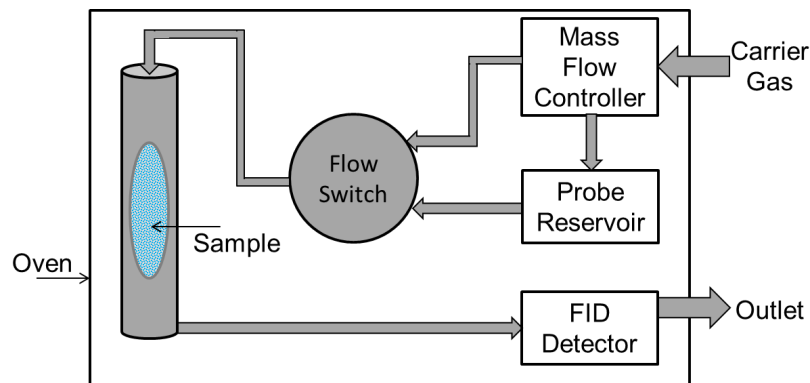 Mass
Flow
Controller
Carrier
Gas
Flow
Switch
Probe
Reservoir
Sample
Oven
FID
Detector
Outlet